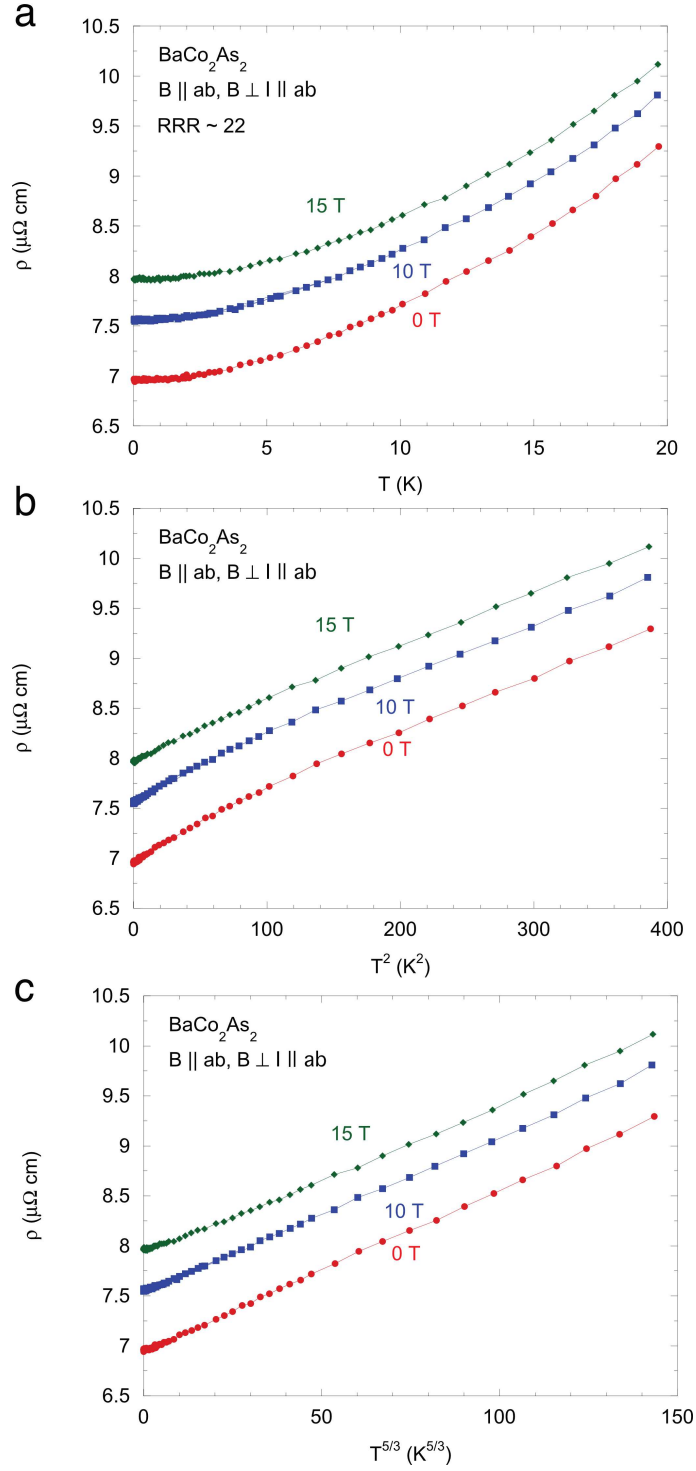 a
10.5
10
9.5
9
8.5
8
7.5
7
6.5
ρ (μΩ cm)
BaCo₂As₂
B || ab, B ⊥ I || ab
RRR ~ 22
15 T
10 T
0 T
0 5 10 15 20
T (K)
b
10.5
10
9.5
9
8.5
8
7.5
7
6.5
ρ (μΩ cm)
BaCo₂As₂
B || ab, B ⊥ I || ab
15 T
10 T
0 T
0 100 200 300 400
T² (K²)
c
10.5
10
9.5
9
8.5
8
7.5
7
6.5
ρ (μΩ cm)
BaCo₂As₂
B || ab, B ⊥ I || ab
15 T
10 T
0 T
0 50 100 150
T⁵ᐟ³ (K⁵ᐟ³)